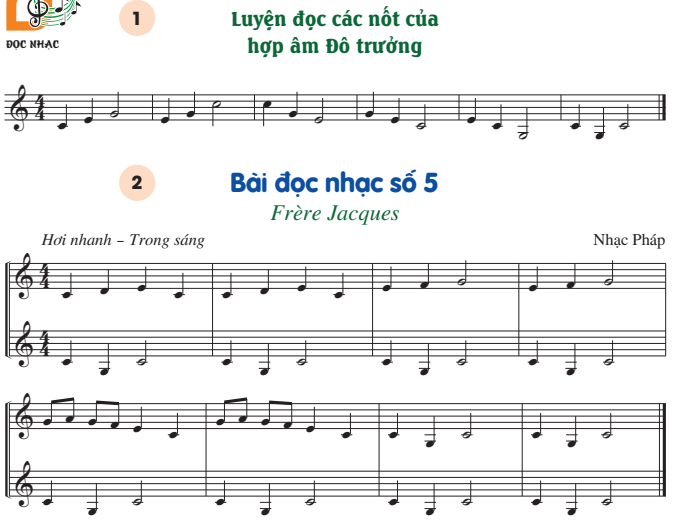 ĐỌC NHẠC
1
Luyện đọc các nốt của
hợp âm Đô trưởng
2
Bài đọc nhạc số 5
Frère Jacques
Hơi nhanh – Trong sáng
Nhạc Pháp